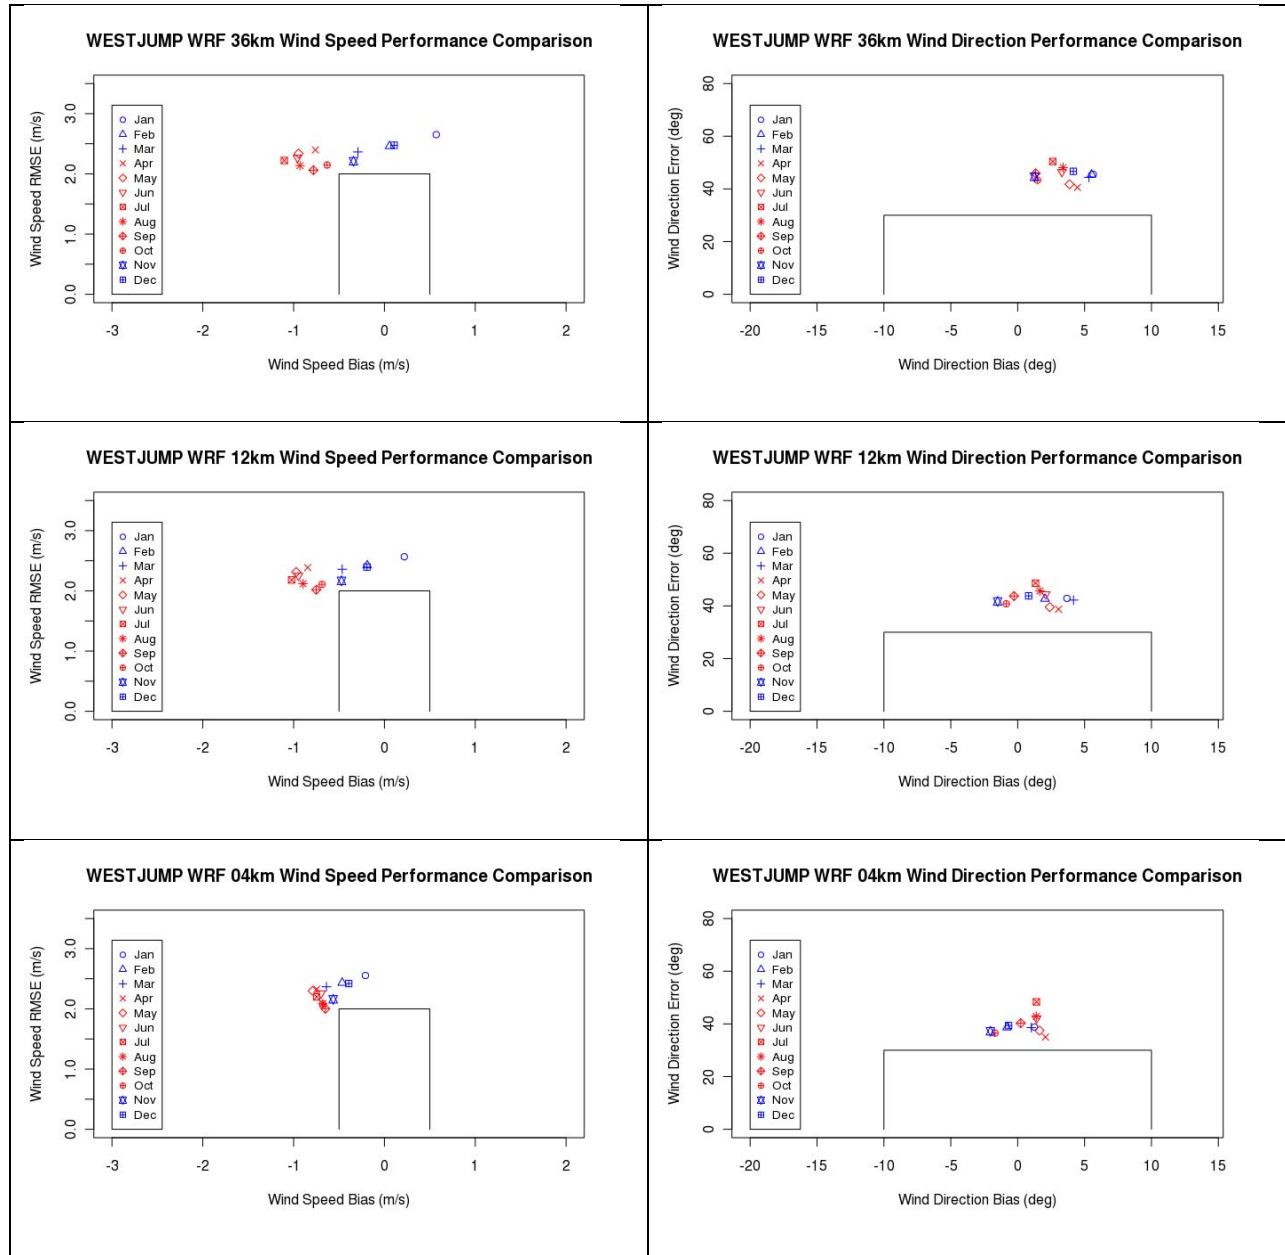 WESTJUMP WRF 36km Wind Speed Performance Comparison
Wind Speed RMSE (m/s)
0.0 1.0 2.0 3.0
Jan
Feb
Mar
Apr
May
Jun
Jul
Aug
Sep
Oct
Nov
Dec
-3 -2 -1 0 1 2
Wind Speed Bias (m/s)
WESTJUMP WRF 36km Wind Direction Performance Comparison
Wind Direction Error (deg)
0 20 40 60 80
Jan
Feb
Mar
Apr
May
Jun
Jul
Aug
Sep
Oct
Nov
Dec
-20 -15 -10 -5 0 5 10 15
Wind Direction Bias (deg)
WESTJUMP WRF 12km Wind Speed Performance Comparison
Wind Speed RMSE (m/s)
0.0 1.0 2.0 3.0
Jan
Feb
Mar
Apr
May
Jun
Jul
Aug
Sep
Oct
Nov
Dec
-3 -2 -1 0 1 2
Wind Speed Bias (m/s)
WESTJUMP WRF 12km Wind Direction Performance Comparison
Wind Direction Error (deg)
0 20 40 60 80
Jan
Feb
Mar
Apr
May
Jun
Jul
Aug
Sep
Oct
Nov
Dec
-20 -15 -10 -5 0 5 10 15
Wind Direction Bias (deg)
WESTJUMP WRF 04km Wind Speed Performance Comparison
Wind Speed RMSE (m/s)
0.0 1.0 2.0 3.0
Jan
Feb
Mar
Apr
May
Jun
Jul
Aug
Sep
Oct
Nov
Dec
-3 -2 -1 0 1 2
Wind Speed Bias (m/s)
WESTJUMP WRF 04km Wind Direction Performance Comparison
Wind Direction Error (deg)
0 20 40 60 80
Jan
Feb
Mar
Apr
May
Jun
Jul
Aug
Sep
Oct
Nov
Dec
-20 -15 -10 -5 0 5 10 15
Wind Direction Bias (deg)